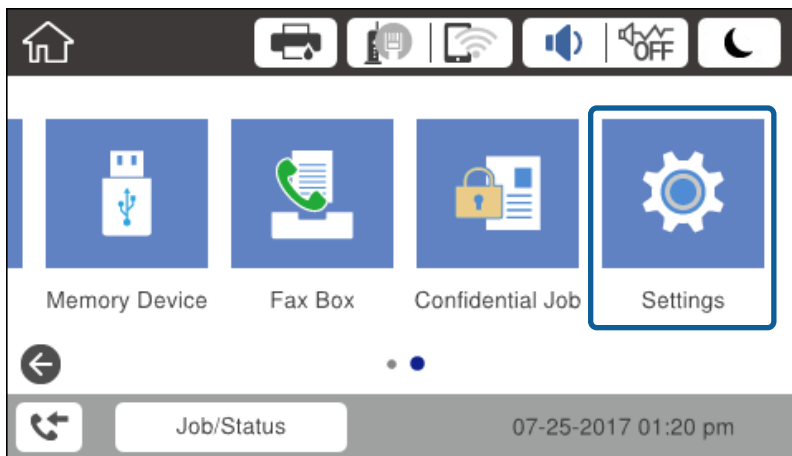 OFF
Memory Device
Fax Box
Confidential Job
Settings
Job/Status
07-25-2017 01:20 pm